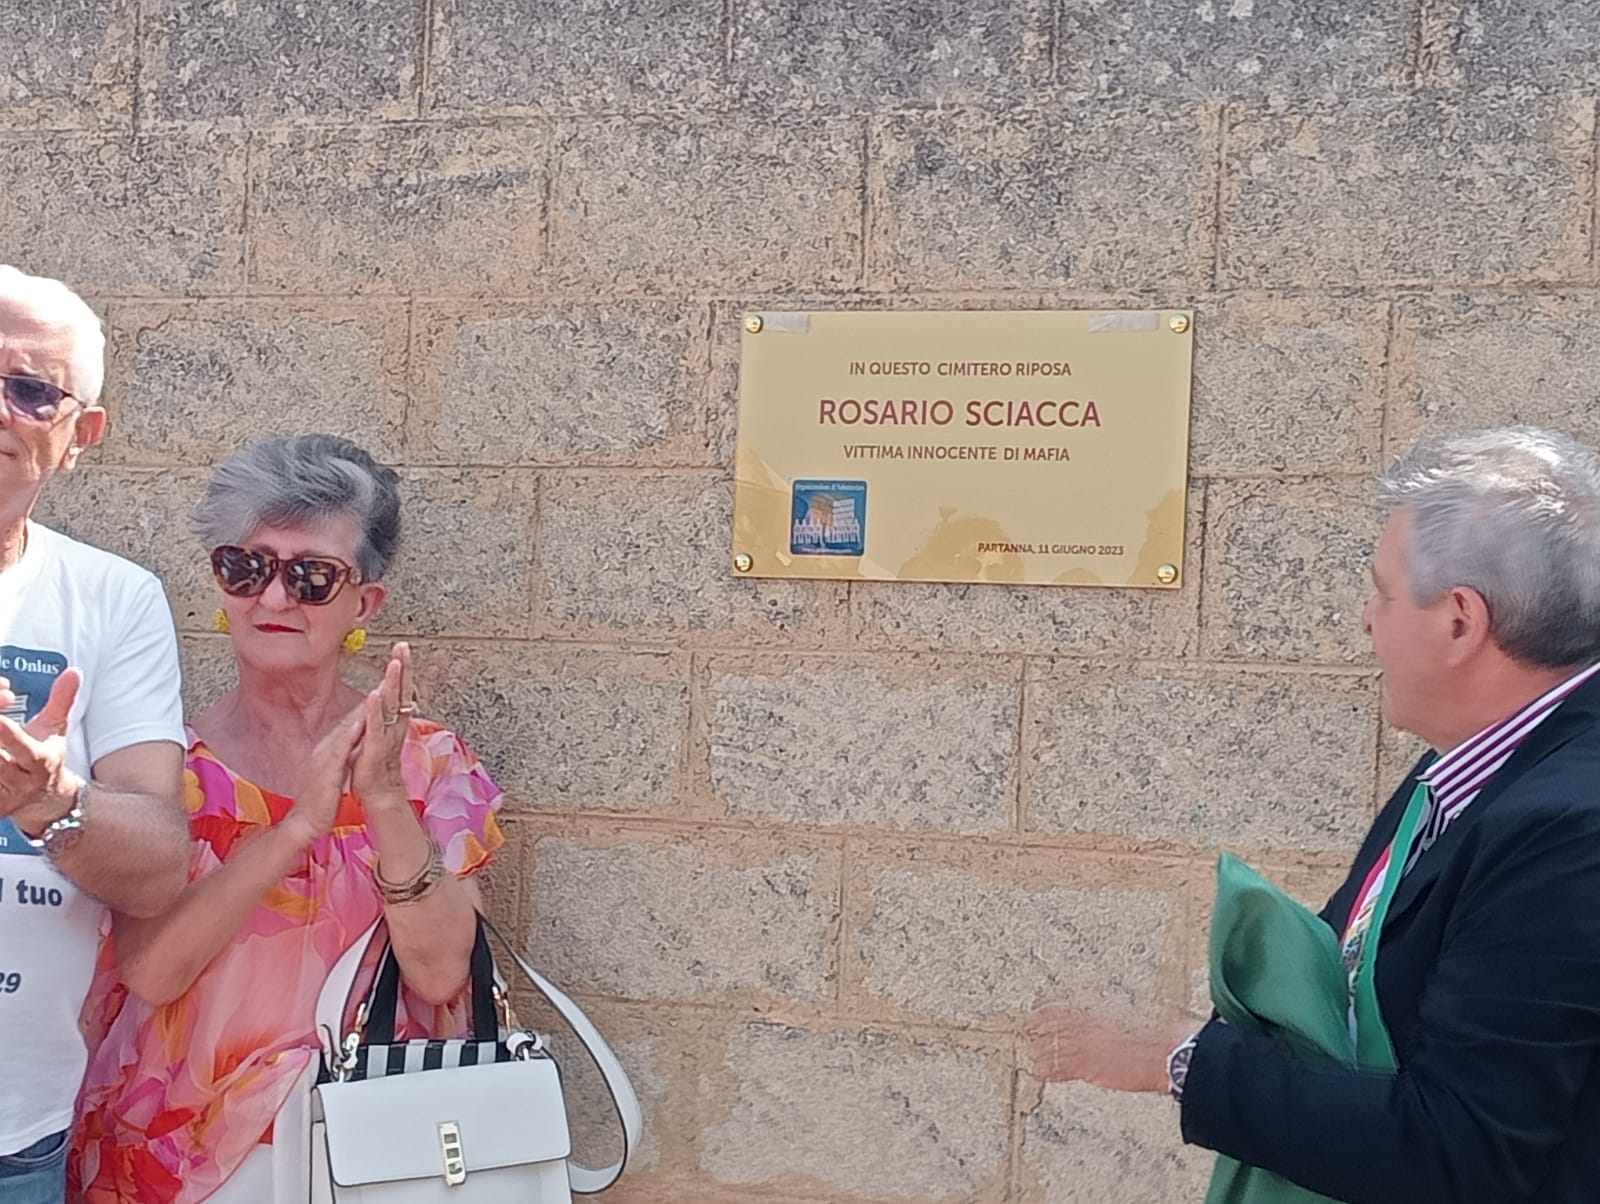 IN QUESTO CIMITERO RIPOSA
ROSARIO SCIACCA
VITTIMA INNOCENTE DI MAFIA
PARTANNA, 11 GIUGNO 2023
Onlus
tuo
29